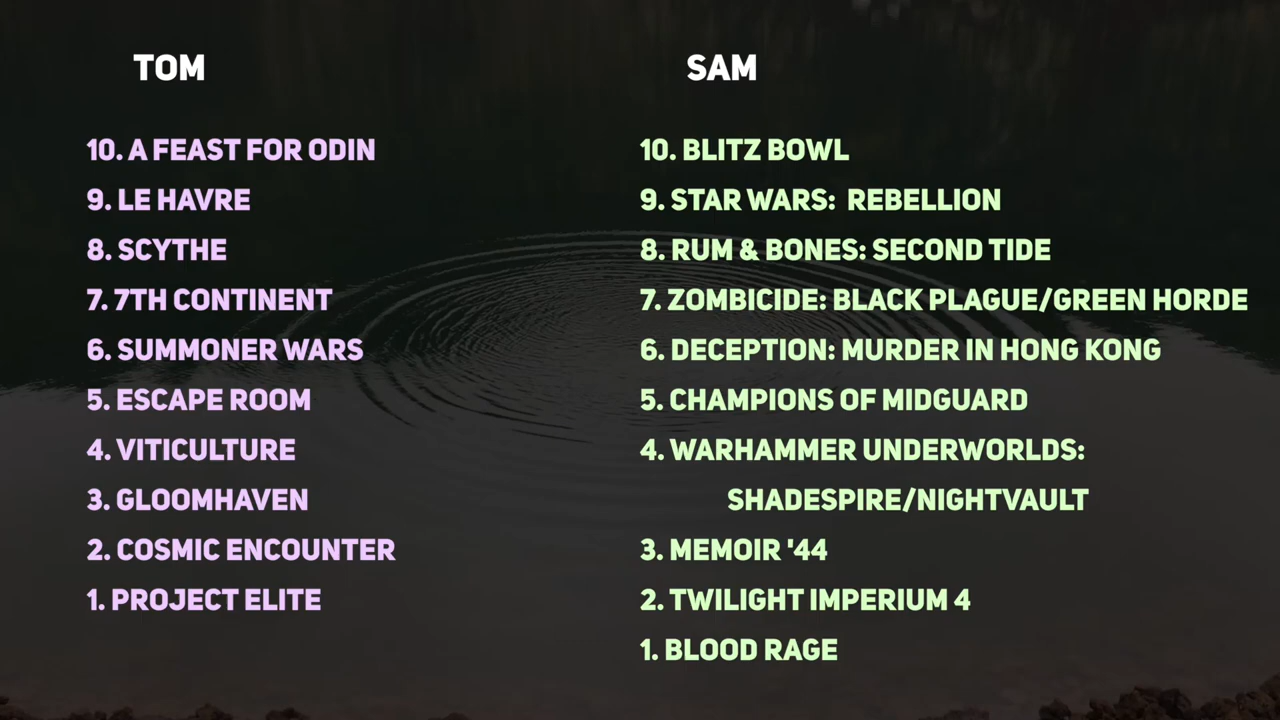 TOM
10. A FEAST FOR ODIN
9. LE HAVRE
8. SCYTHE
7. 7TH CONTINENT
6. SUMMONER WARS
5. ESCAPE ROOM
4. VITICULTURE
3. GLOOMHAVEN
2. COSMIC ENCOUNTER
1. PROJECT ELITE
SAM
10. BLITZ BOWL
9. STAR WARS: REBELLION
8. RUM & BONES: SECOND TIDE
7. ZOMBICIDE: BLACK PLAGUE/GREEN HORDE
6. DECEPTION: MURDER IN HONG KONG
5. CHAMPIONS OF MIDGUARD
4. WARHAMMER UNDERWORLDS:
SHADESPIRE/NIGHTVAULT
3. MEMOIR '44
2. TWILIGHT IMPERIUM 4
1. BLOOD RAGE